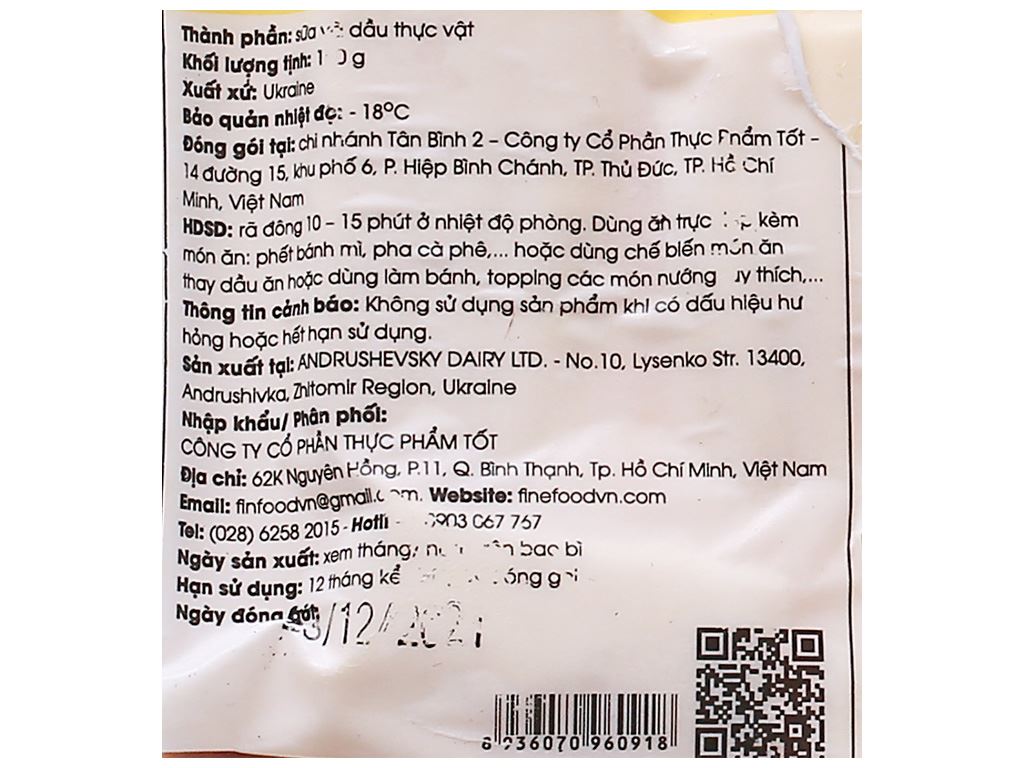 Thành phần: sữa và dầu thực vật
Khối lượng tịnh: g
Xuất xứ: Ukraine
Bảo quản nhiệt độ: - 18°C
Đóng gói tại: chi nhánh Tân Bình 2 – Công ty Cổ Phần Thực Phẩm Tốt –
14 đường 15, khu phố 6, P. Hiệp Bình Chánh, TP. Thủ Đức, TP. Hồ Chí
Minh, Việt Nam
HDSD: rã đông 10 – 15 phút ở nhiệt độ phòng. Dùng ăn trực kèm
món ăn: phết bánh mì, pha cà phê,... hoặc dùng chế biến món ăn
thay dầu ăn hoặc dùng làm bánh, topping các món nướng thích,...
Thông tin cảnh báo: Không sử dụng sản phẩm khi có dấu hiệu hư
hỏng hoặc hết hạn sử dụng.
Sản xuất tại: ANDRUSHEVSKY DAIRY LTD. - No.10, Lysenko Str. 13400,
Andrushivka, Zhitomir Region, Ukraine
Nhập khẩu/ Phân phối:
CÔNG TY CỔ PHẦN THỰC PHẨM TỐT
Địa chỉ: 62K Nguyên Hồng, P.11, Q. Bình Thạnh, Tp. Hồ Chí Minh, Việt Nam
Email: finfoodvn@gmail.com. Website: finefoodvn.com
Tel: (028) 6258 2015 - 0903 067 767
Ngày sản xuất: xem tháng, bao bì
Hạn sử dụng: 12 tháng kể đóng gói
Ngày đóng gói:
8 936070 960918